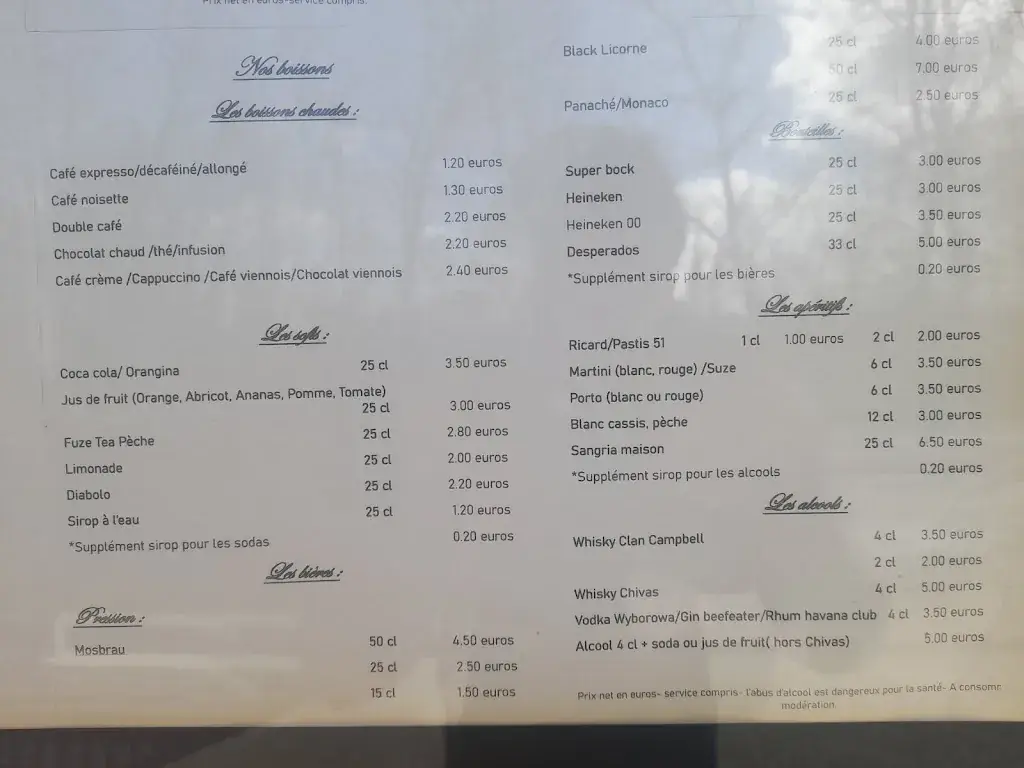 Prix net en euros-service compris.
Nos boissons
Les boissons chaudes :
Café expresso/décaféiné/allongé 1.20 euros
Café noisette 1.30 euros
Double café 2.20 euros
Chocolat chaud /thé/infusion 2.20 euros
Café crème /Cappuccino /Café viennois/Chocolat viennois 2.40 euros
Les softs :
Coca cola/ Orangina 25 cl 3.50 euros
Jus de fruit (Orange, Abricot, Ananas, Pomme, Tomate)
25 cl 3.00 euros
Fuze Tea Pèche 25 cl 2.80 euros
Limonade 25 cl 2.00 euros
Diabolo 25 cl 2.20 euros
Sirop à l'eau 25 cl 1.20 euros
*Supplément sirop pour les sodas 0.20 euros
Les bières :
Pression :
Mosbrau 50 cl 4.50 euros
25 cl 2.50 euros
15 cl 1.50 euros
Black Licorne 25 cl 4.00 euros
50 cl 7.00 euros
Panaché/Monaco 25 cl 2.50 euros
Bouteilles :
Super bock 25 cl 3.00 euros
Heineken 25 cl 3.00 euros
Heineken 00 25 cl 3.50 euros
Desperados 33 cl 5.00 euros
*Supplément sirop pour les bières 0.20 euros
Les apéritifs :
Ricard/Pastis 51 1 cl 1.00 euros 2 cl 2.00 euros
Martini (blanc, rouge) /Suze 6 cl 3.50 euros
Porto (blanc ou rouge) 6 cl 3.50 euros
Blanc cassis, pèche 12 cl 3.00 euros
Sangria maison 25 cl 6.50 euros
*Supplément sirop pour les alcools 0.20 euros
Les alcools :
Whisky Clan Campbell 4 cl 3.50 euros
2 cl 2.00 euros
Whisky Chivas 4 cl 5.00 euros
Vodka Wyborowa/Gin beefeater/Rhum havana club 4 cl 3.50 euros
Alcool 4 cl + soda ou jus de fruit( hors Chivas) 5.00 euros
Prix net en euros- service compris- l'abus d'alcool est dangereux pour la santé- A consomr
modération